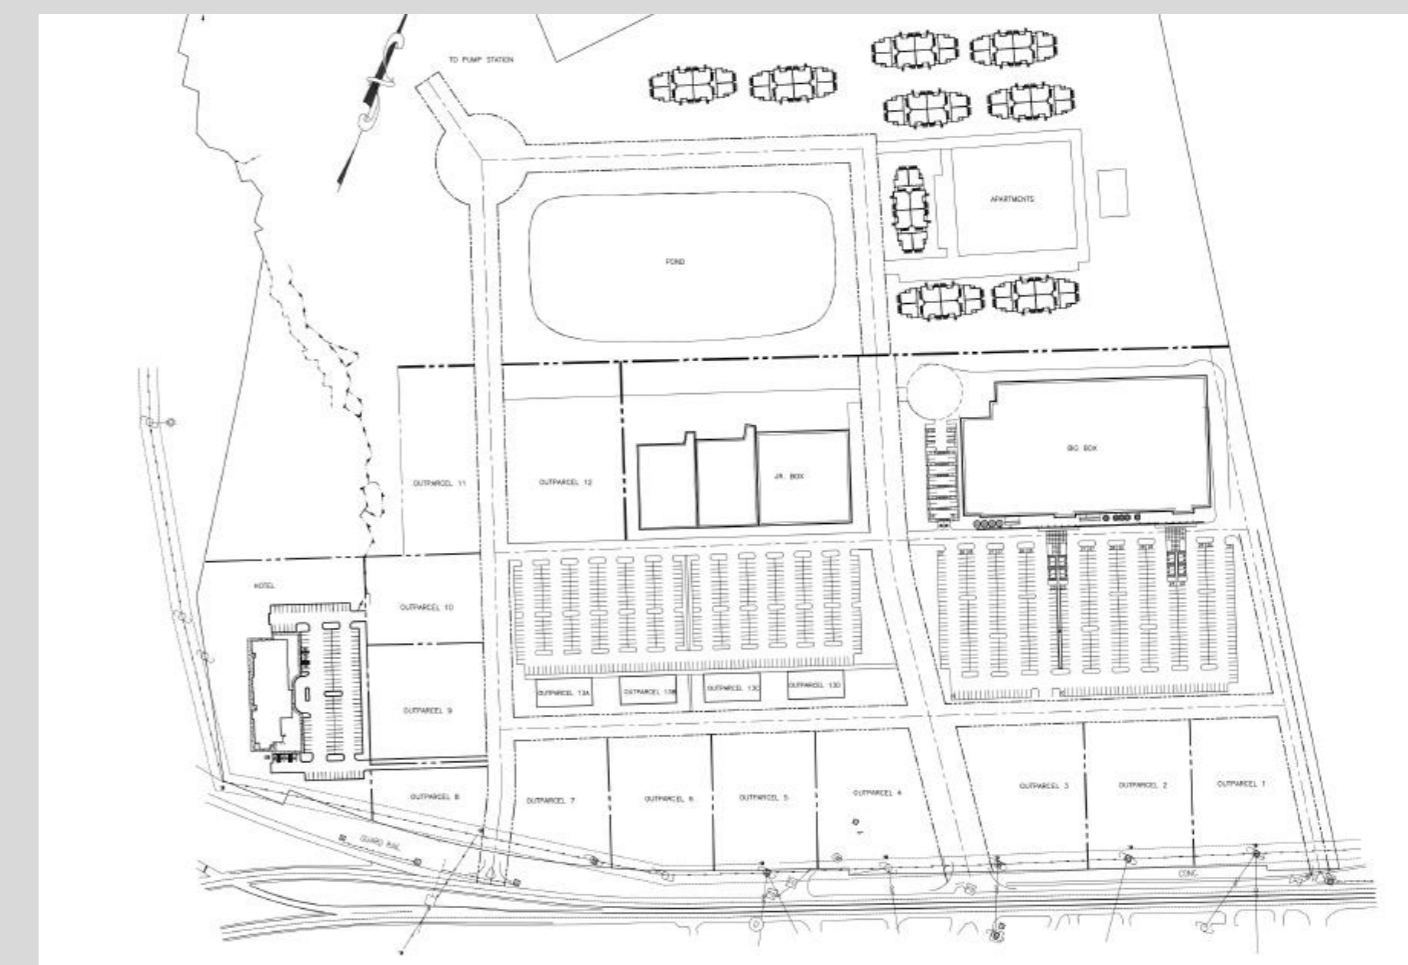 TO PUMP STATION
APARTMENTS
POND
BIG BOX
JR. BOX
OUTPARCEL 11
OUTPARCEL 12
HOTEL
OUTPARCEL 10
OUTPARCEL 13A
OUTPARCEL 13B
OUTPARCEL 13C
OUTPARCEL 13D
OUTPARCEL 9
OUTPARCEL 8
OUTPARCEL 7
OUTPARCEL 6
OUTPARCEL 5
OUTPARCEL 4
OUTPARCEL 3
OUTPARCEL 2
OUTPARCEL 1
GUARD RAIL
CONC